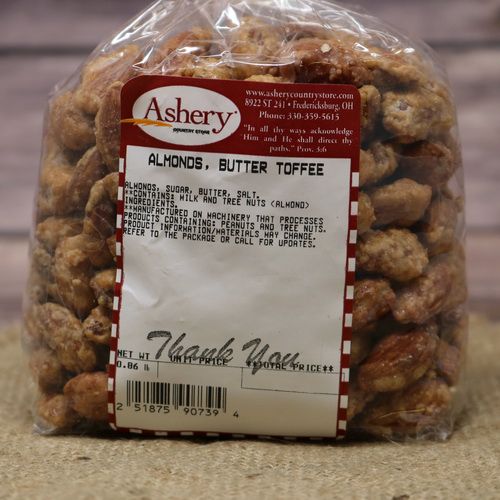 Ashery
COUNTRY STORE
www.asherycountrystore.com
8922 ST 241 • Fredericksburg, OH
Phone: 330-359-5615
"In all thy ways acknowledge
Him and He shall direct thy
paths." Prov. 3:6
ALMONDS, BUTTER TOFFEE
ALMONDS, SUGAR, BUTTER, SALT.
**CONTAINS: MILK AND TREE NUTS (ALMOND)
INGREDIENTS.
**MANUFACTURED ON MACHINERY THAT PROCESSES
PRODUCTS CONTAINING: PEANUTS AND TREE NUTS.
PRODUCT INFORMATION/MATERIALS MAY CHANGE.
REFER TO THE PACKAGE OR CALL FOR UPDATES.
Thank You
NET WT UNIT PRICE **TOTAL PRICE**
0.86 lb
2 51875 90739 4